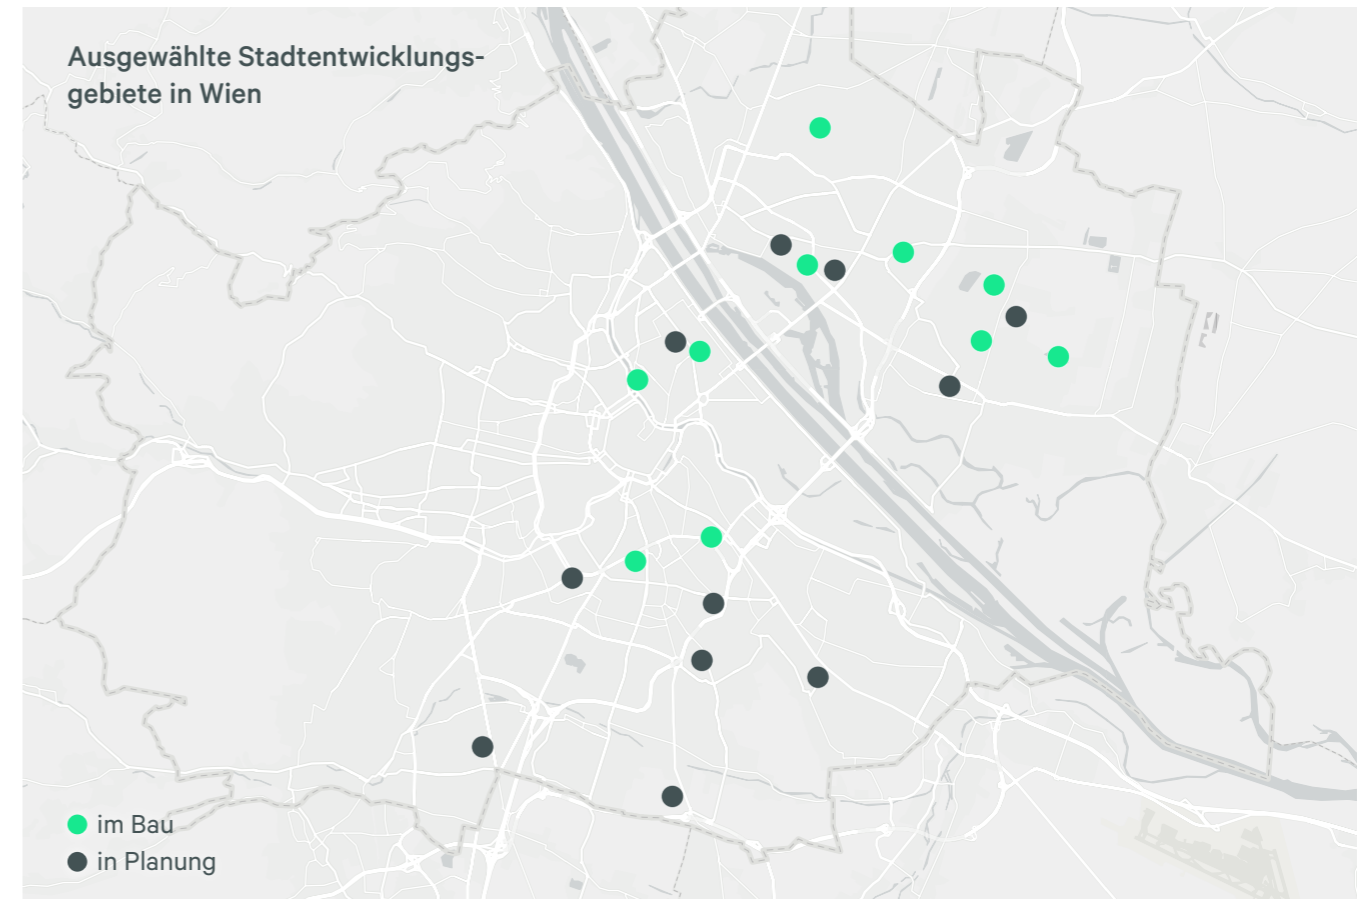 Ausgewählte Stadtentwicklungs-
gebiete in Wien
im Bau
in Planung